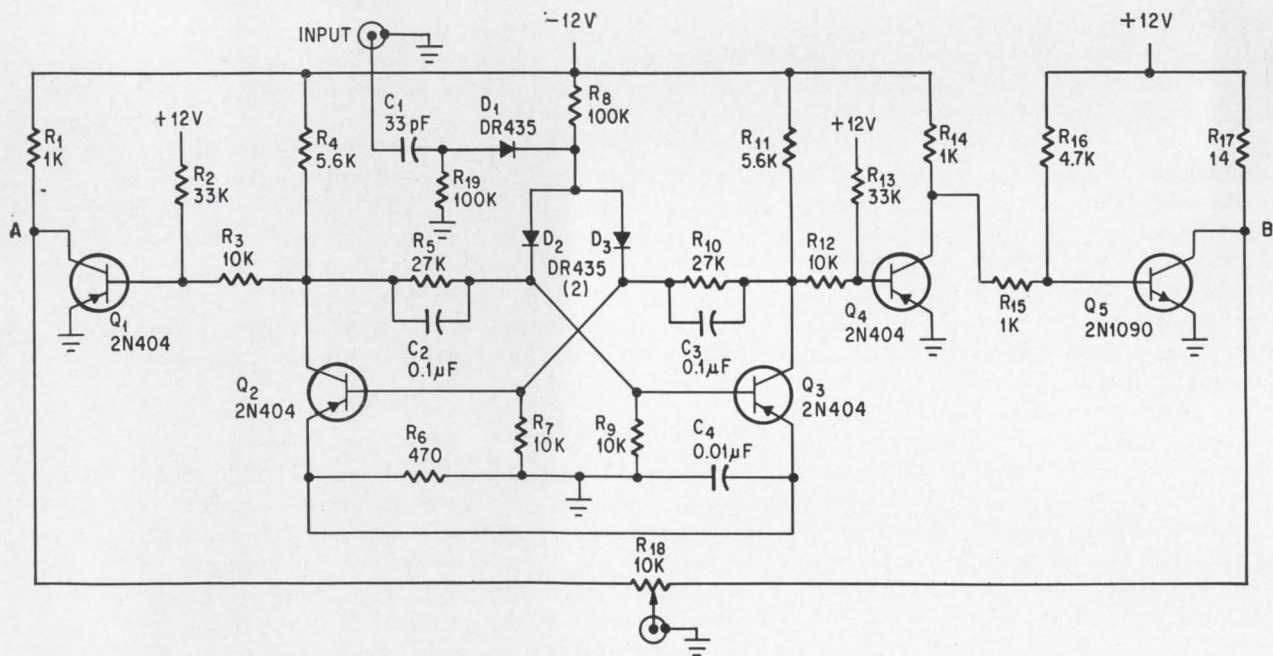 INPUT
-12V
+12V
C1
33 pF
D1
DR435
R8
100K
R1
1K
+12V
R2
33K
R4
5.6K
R19
100K
R11
5.6K
+12V
R13
33K
R14
1K
R16
4.7K
R17
14
A
B
R3
10K
R5
27K
D2
D3
DR435
(2)
R10
27K
R12
10K
Q1
2N404
C2
0.1μF
C3
0.1μF
Q4
2N404
R15
1K
Q5
2N1090
Q2
2N404
Q3
2N404
R6
470
R7
10K
R9
10K
C4
0.01μF
R18
10K